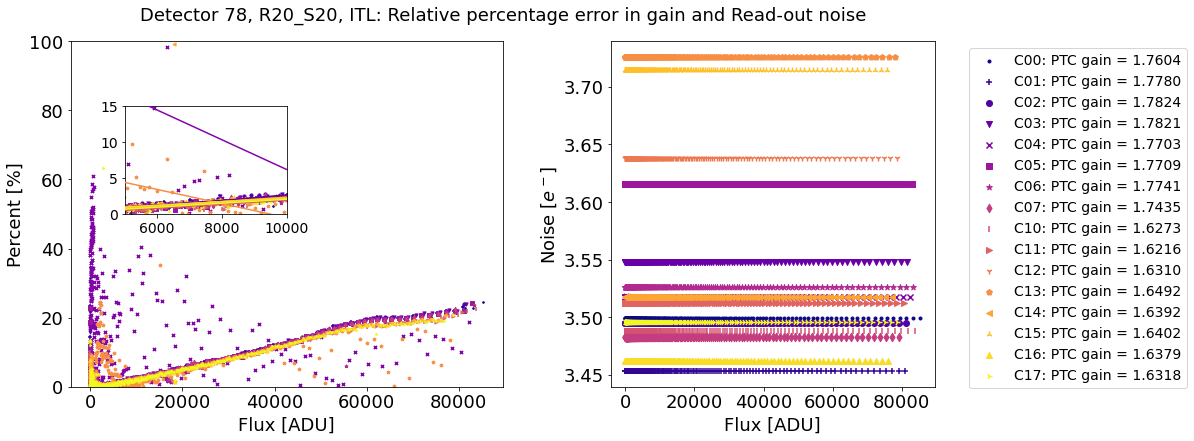 Detector 78, R20_S20, ITL: Relative percentage error in gain and Read-out noise
Percent [%]
100
80
60
40
20
0
15
10
5
0
6000 8000 10000
0 20000 40000 60000 80000
Flux [ADU]
Noise [e⁻]
3.70
3.65
3.60
3.55
3.50
3.45
0 20000 40000 60000 80000
Flux [ADU]
C00: PTC gain = 1.7604
C01: PTC gain = 1.7780
C02: PTC gain = 1.7824
C03: PTC gain = 1.7821
C04: PTC gain = 1.7703
C05: PTC gain = 1.7709
C06: PTC gain = 1.7741
C07: PTC gain = 1.7435
C10: PTC gain = 1.6273
C11: PTC gain = 1.6216
C12: PTC gain = 1.6310
C13: PTC gain = 1.6492
C14: PTC gain = 1.6392
C15: PTC gain = 1.6402
C16: PTC gain = 1.6379
C17: PTC gain = 1.6318